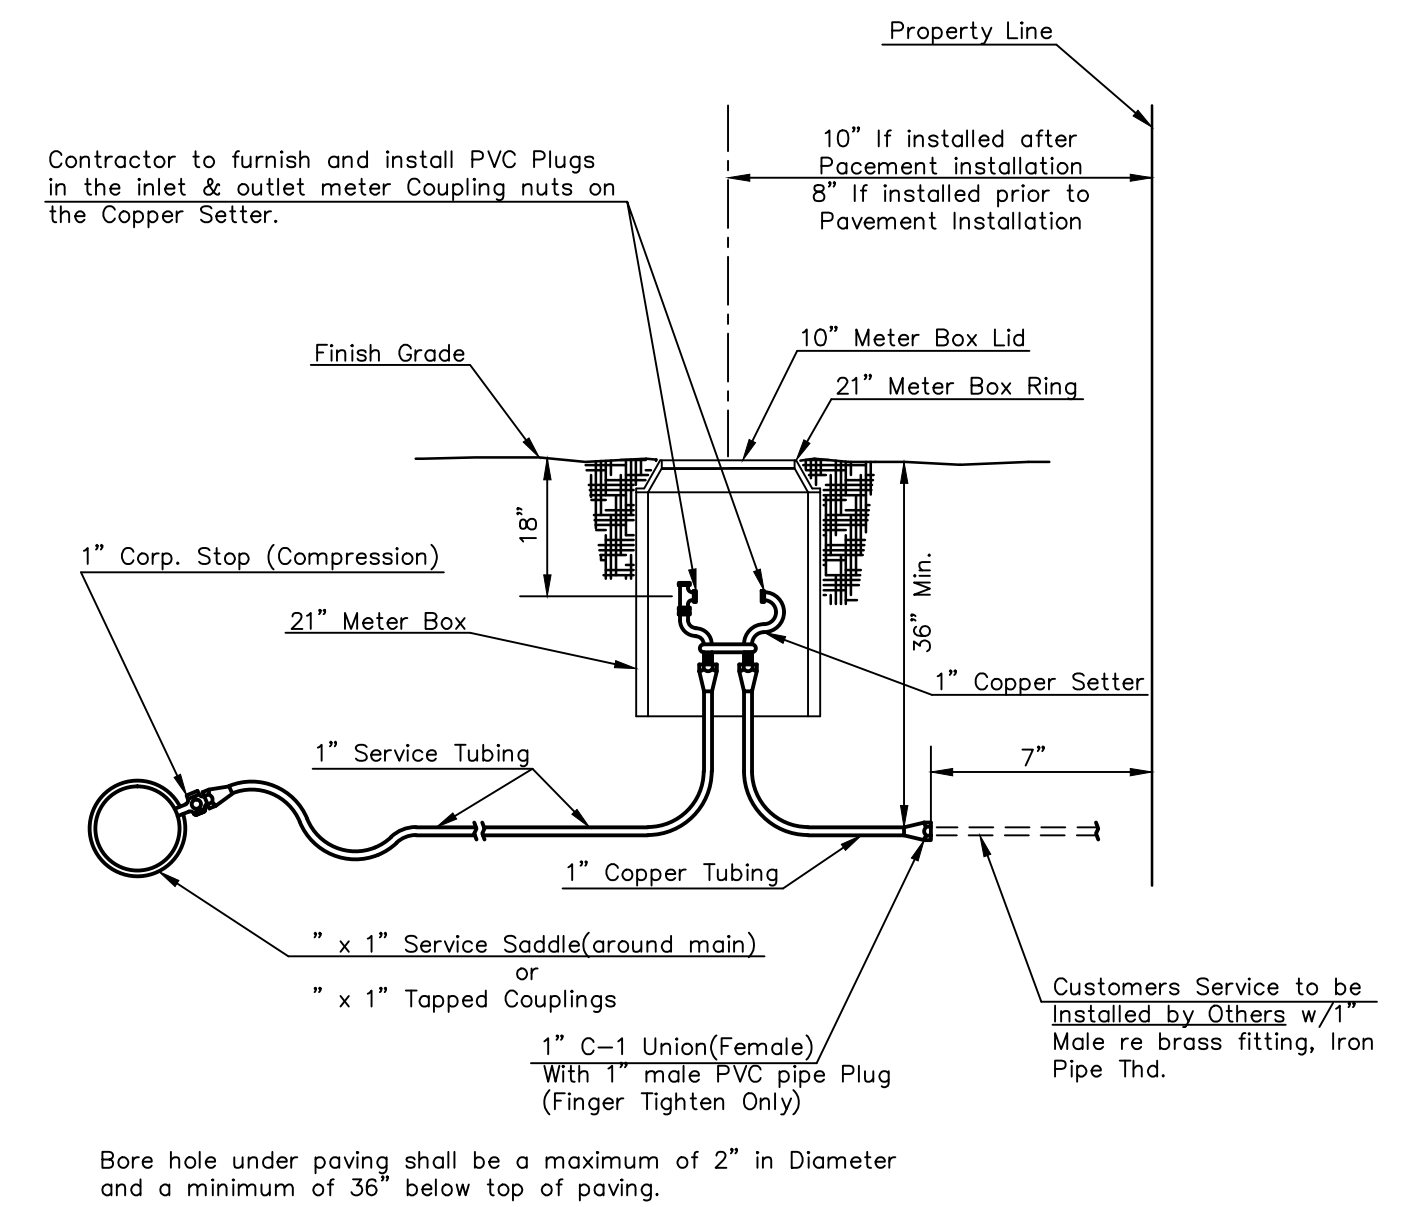 Property Line
10” If installed after
Pacement installation
8” If installed prior to
Pavement Installation
Contractor to furnish and install PVC Plugs
in the inlet & outlet meter Coupling nuts on
the Copper Setter.
10” Meter Box Lid
Finish Grade
21” Meter Box Ring
18”
1” Corp. Stop (Compression)
36” Min.
21” Meter Box
1” Copper Setter
1” Service Tubing
7”
1” Copper Tubing
” x 1” Service Saddle(around main)
or
” x 1” Tapped Couplings
Customers Service to be
Installed by Others w/1”
Male re brass fitting, Iron
Pipe Thd.
1” C–1 Union(Female)
With 1” male PVC pipe Plug
(Finger Tighten Only)
Bore hole under paving shall be a maximum of 2” in Diameter
and a minimum of 36” below top of paving.